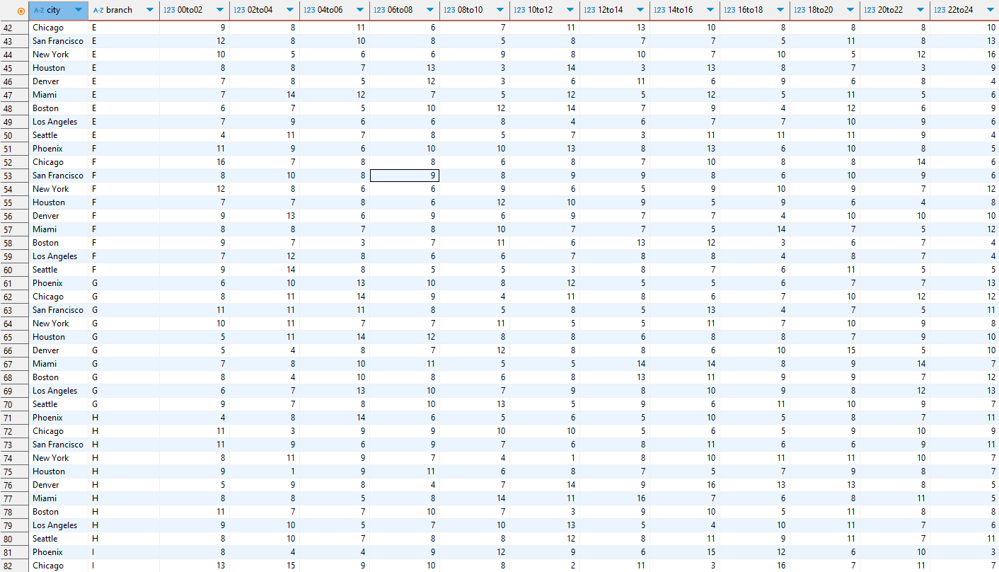 A-Z city A-Z branch 123 00to02 123 02to04 123 04to06 123 06to08 123 08to10 123 10to12 123 12to14 123 14to16 123 16to18 123 18to20 123 20to22 123 22to24
42 Chicago E 9 8 11 6 7 11 13 10 8 8 8 10
43 San Francisco E 12 8 10 8 5 8 7 7 5 11 8 13
44 New York E 10 5 6 6 9 8 10 7 10 5 12 16
45 Houston E 8 8 7 13 3 14 3 13 8 7 3 9
46 Denver E 7 8 5 12 3 6 11 6 9 6 8 4
47 Miami E 7 14 12 7 5 12 5 12 5 11 5 6
48 Boston E 6 7 5 10 12 14 7 9 4 12 6 9
49 Los Angeles E 7 9 6 6 8 4 6 7 7 10 9 6
50 Seattle E 4 11 7 8 5 7 3 11 11 11 9 4
51 Phoenix F 11 9 6 10 10 13 8 13 6 10 8 5
52 Chicago F 16 7 8 8 6 8 7 10 8 8 14 6
53 San Francisco F 8 10 8 9 8 9 9 8 6 10 9 6
54 New York F 12 8 6 6 9 6 5 9 10 9 7 12
55 Houston F 7 7 8 6 12 10 9 5 9 6 4 8
56 Denver F 9 13 6 9 6 9 7 7 4 10 10 10
57 Miami F 8 8 7 8 10 7 7 5 14 7 5 12
58 Boston F 9 7 3 7 11 6 13 12 3 6 7 4
59 Los Angeles F 7 12 8 6 6 7 8 8 4 8 7 4
60 Seattle F 9 14 8 5 5 3 8 7 6 11 5 5
61 Phoenix G 6 10 13 10 8 12 5 5 6 7 7 13
62 Chicago G 8 11 14 9 4 11 8 6 7 10 12 12
63 San Francisco G 11 11 11 8 5 8 5 13 4 7 5 11
64 New York G 10 11 7 7 11 5 5 11 7 10 9 8
65 Houston G 5 11 14 12 8 8 6 8 8 7 9 10
66 Denver G 5 4 8 7 12 8 8 6 10 15 5 10
67 Miami G 7 8 10 11 5 5 14 14 8 9 14 7
68 Boston G 8 4 10 8 6 8 13 11 9 9 7 12
69 Los Angeles G 6 7 13 10 7 9 8 10 9 8 12 13
70 Seattle G 9 7 8 10 13 5 9 6 11 10 9 7
71 Phoenix H 4 8 14 6 5 6 5 10 5 8 7 11
72 Chicago H 11 3 9 9 10 10 5 6 5 9 10 9
73 San Francisco H 11 9 6 9 7 6 8 11 6 6 9 11
74 New York H 8 11 9 7 4 1 8 10 11 11 10 7
75 Houston H 9 1 9 11 6 8 7 5 7 9 8 7
76 Denver H 5 9 8 4 7 14 9 16 13 13 8 5
77 Miami H 8 8 5 8 14 11 16 7 6 8 11 5
78 Boston H 11 7 7 10 7 3 9 10 5 11 8 8
79 Los Angeles H 9 10 5 7 10 13 5 4 10 11 7 6
80 Seattle H 8 10 7 8 8 12 8 11 9 11 7 11
81 Phoenix I 8 4 4 9 12 9 6 15 12 6 10 3
82 Chicago I 13 15 9 10 8 2 11 3 16 7 11 7